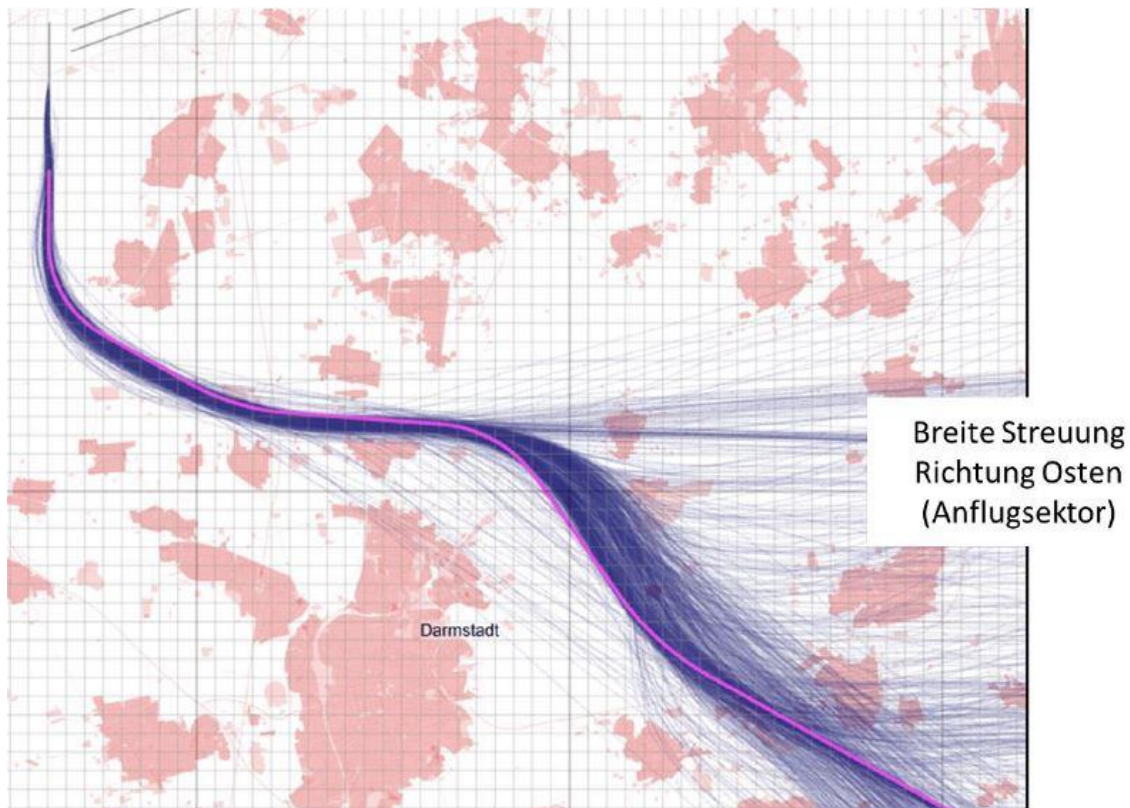 Breite Streuung
Richtung Osten
(Anflugsektor)
Darmstadt